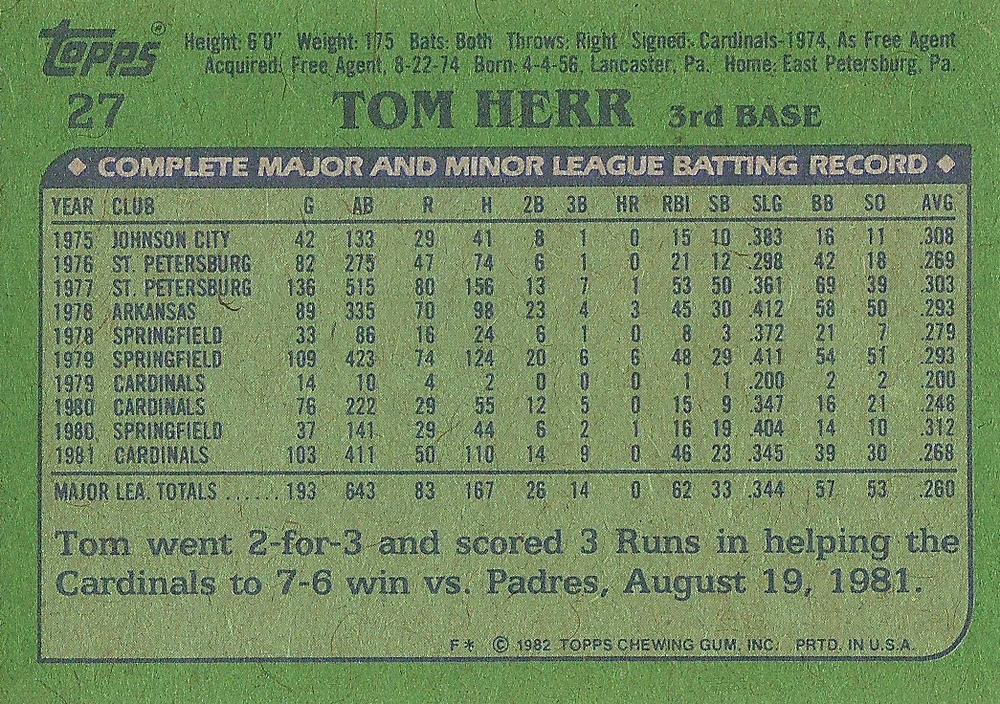 Topps® Height: 6'0" Weight: 175 Bats: Both Throws: Right Signed: Cardinals-1974, As Free Agent
Acquired: Free Agent, 8-22-74 Born: 4-4-56, Lancaster, Pa. Home: East Petersburg, Pa.
27 TOM HERR 3rd BASE
◆ COMPLETE MAJOR AND MINOR LEAGUE BATTING RECORD ◆
YEAR CLUB G AB R H 2B 3B HR RBI SB SLG BB SO AVG
1975 JOHNSON CITY 42 133 29 41 8 1 0 15 10 .383 16 11 .308
1976 ST. PETERSBURG 82 275 47 74 6 1 0 21 12 .298 42 18 .269
1977 ST. PETERSBURG 136 515 80 156 13 7 1 53 50 .361 69 39 .303
1978 ARKANSAS 89 335 70 98 23 4 3 45 30 .412 58 50 .293
1978 SPRINGFIELD 33 86 16 24 6 1 0 8 3 .372 21 7 .279
1979 SPRINGFIELD 109 423 74 124 20 6 6 48 29 .411 54 51 .293
1979 CARDINALS 14 10 4 2 0 0 0 1 1 .200 2 2 .200
1980 CARDINALS 76 222 29 55 12 5 0 15 9 .347 16 21 .248
1980 SPRINGFIELD 37 141 29 44 6 2 1 16 19 .404 14 10 .312
1981 CARDINALS 103 411 50 110 14 9 0 46 23 .345 39 30 .268
MAJOR LEA. TOTALS ...... 193 643 83 167 26 14 0 62 33 .344 57 53 .260
Tom went 2-for-3 and scored 3 Runs in helping the
Cardinals to 7-6 win vs. Padres, August 19, 1981.
F* © 1982 TOPPS CHEWING GUM, INC. PRTD. IN U.S.A.